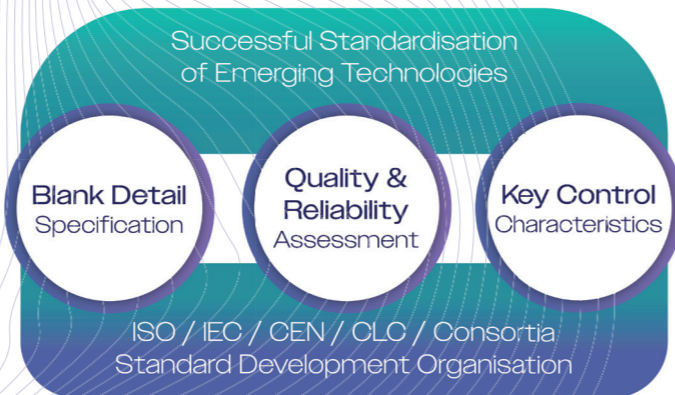 Successful Standardisation
of Emerging Technologies
Blank Detail
Specification
Quality &
Reliability
Assessment
Key Control
Characteristics
ISO / IEC / CEN / CLC / Consortia
Standard Development Organisation